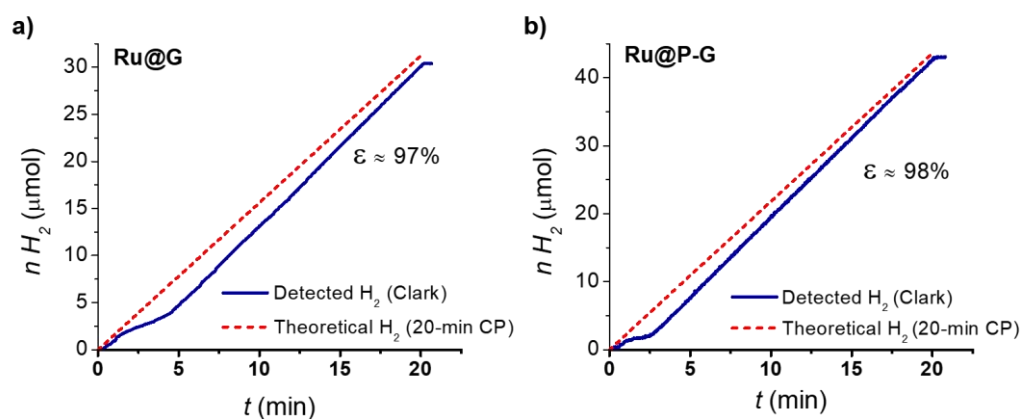 a)
Ru@G
30
25
20
15
10
5
0
n H₂ (μmol)
ε ≈ 97%
Detected H₂ (Clark)
Theoretical H₂ (20-min CP)
0 5 10 15 20
t (min)
b)
Ru@P-G
40
30
20
10
0
n H₂ (μmol)
ε ≈ 98%
Detected H₂ (Clark)
Theoretical H₂ (20-min CP)
0 5 10 15 20
t (min)